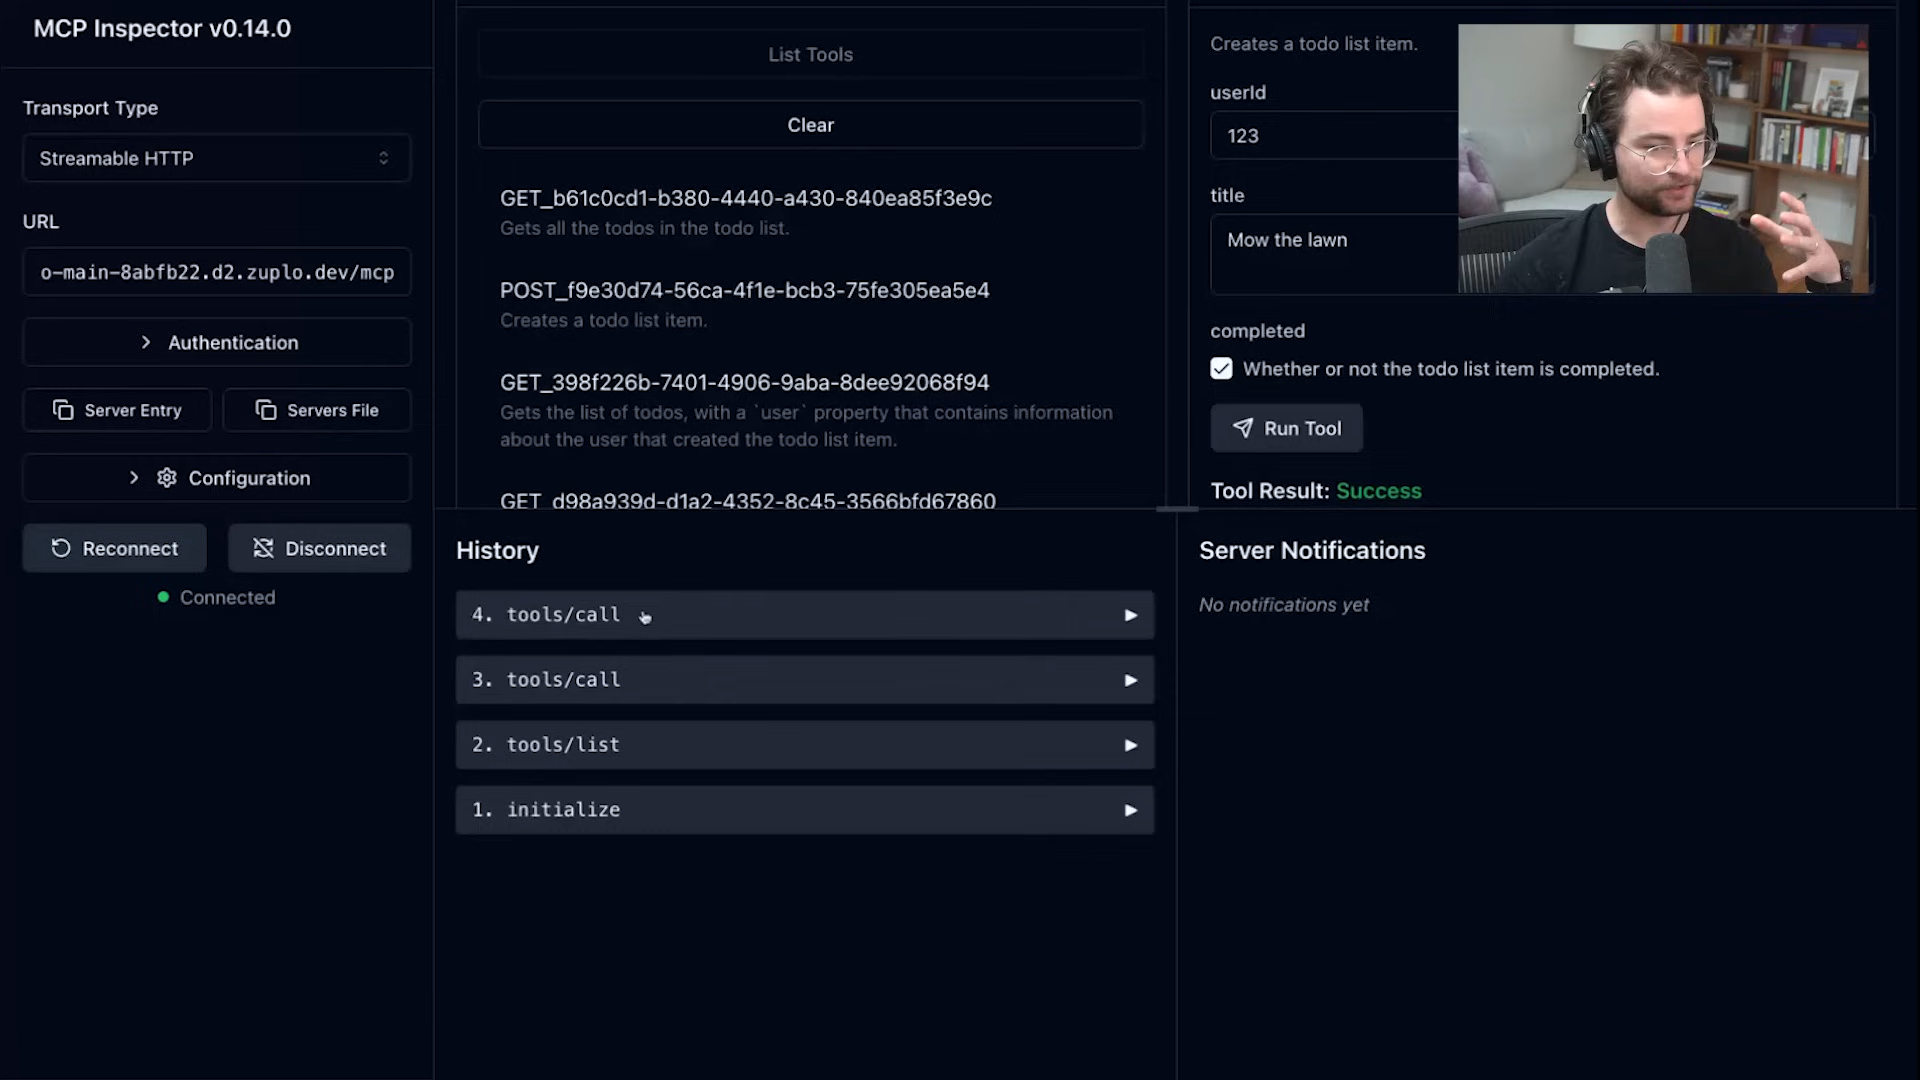 MCP Inspector v0.14.0
Transport Type
Streamable HTTP
URL
o-main-8abfb22.d2.zuplo.dev/mcp
Authentication
Server Entry
Servers File
Configuration
Reconnect
Disconnect
Connected
List Tools
Clear
GET_b61c0cd1-b380-4440-a430-840ea85f3e9c
Gets all the todos in the todo list.
POST_f9e30d74-56ca-4f1e-bcb3-75fe305ea5e4
Creates a todo list item.
GET_398f226b-7401-4906-9aba-8dee92068f94
Gets the list of todos, with a `user` property that contains information
about the user that created the todo list item.
GET_d98a939d-d1a2-4352-8c45-3566bfd67860
Creates a todo list item.
userId
123
title
Mow the lawn
completed
Whether or not the todo list item is completed.
Run Tool
Tool Result: Success
History
4. tools/call
3. tools/call
2. tools/list
1. initialize
Server Notifications
No notifications yet